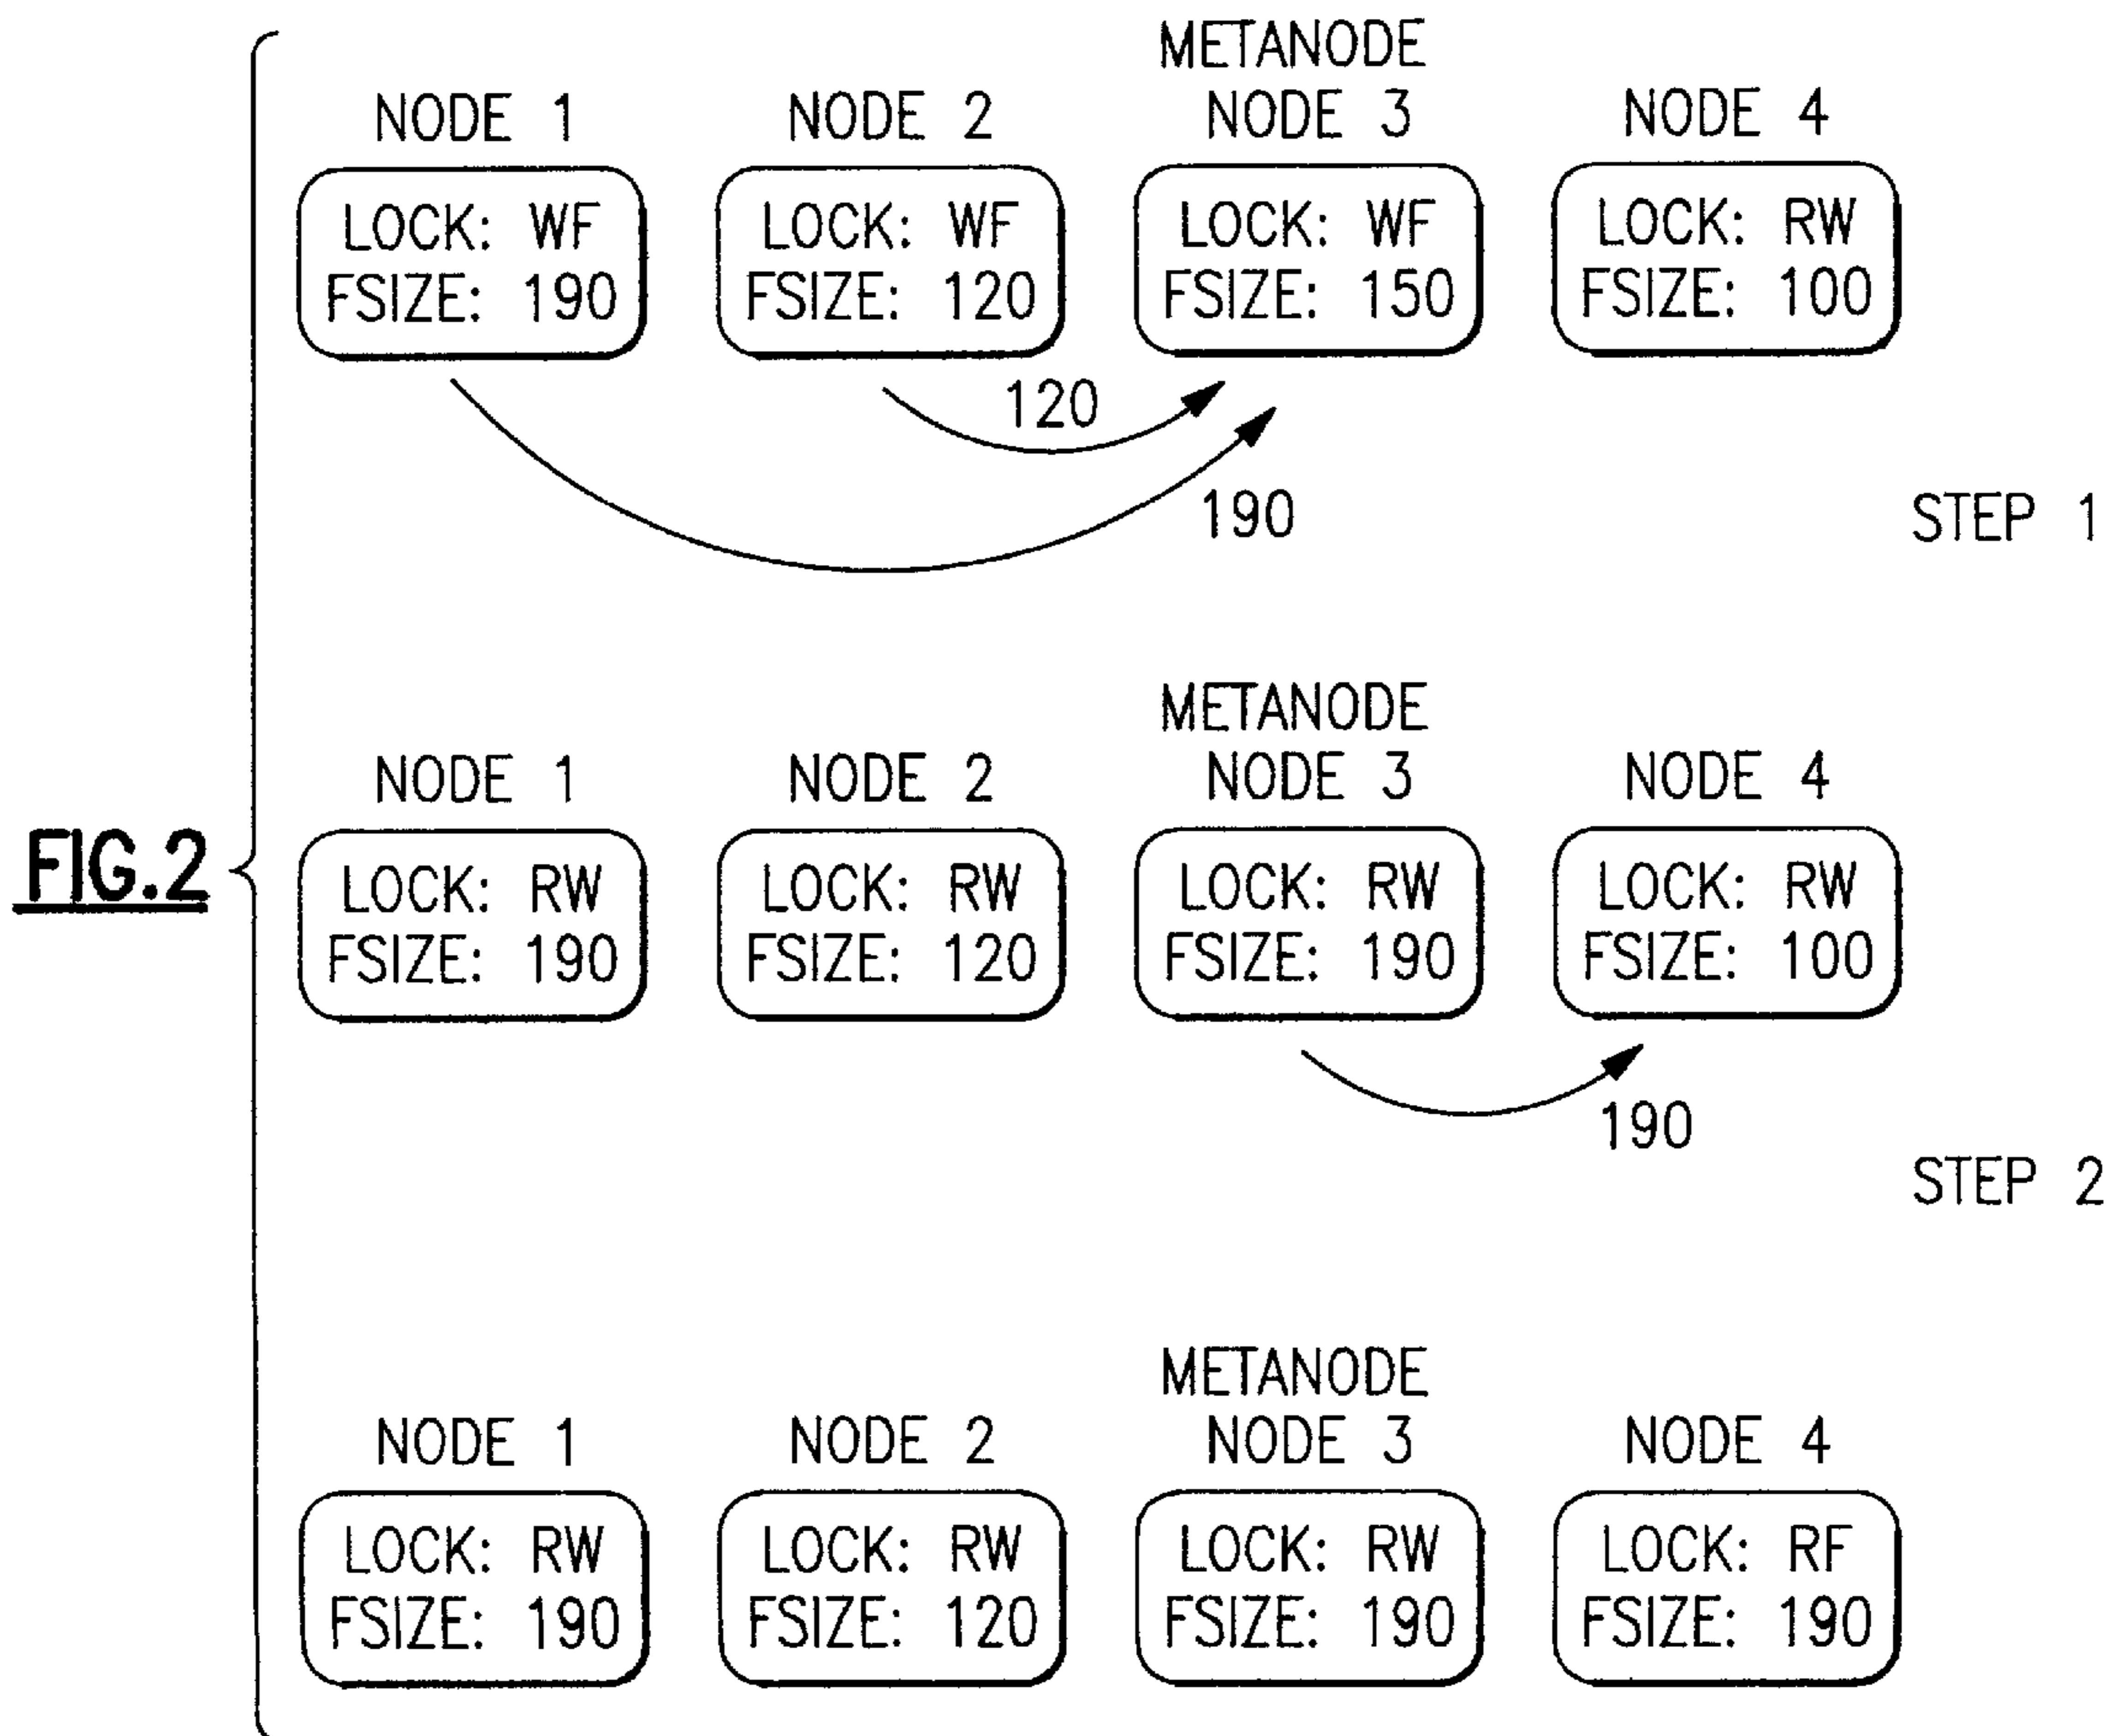 METANODE
NODE 1 NODE 2 NODE 3 NODE 4
LOCK: WF LOCK: WF LOCK: WF LOCK: RW
FSIZE: 190 FSIZE: 120 FSIZE: 150 FSIZE: 100
120
190
STEP 1
METANODE
NODE 1 NODE 2 NODE 3 NODE 4
FIG.2
LOCK: RW LOCK: RW LOCK: RW LOCK: RW
FSIZE: 190 FSIZE: 120 FSIZE: 190 FSIZE: 100
190
STEP 2
METANODE
NODE 1 NODE 2 NODE 3 NODE 4
LOCK: RW LOCK: RW LOCK: RW LOCK: RF
FSIZE: 190 FSIZE: 120 FSIZE: 190 FSIZE: 190